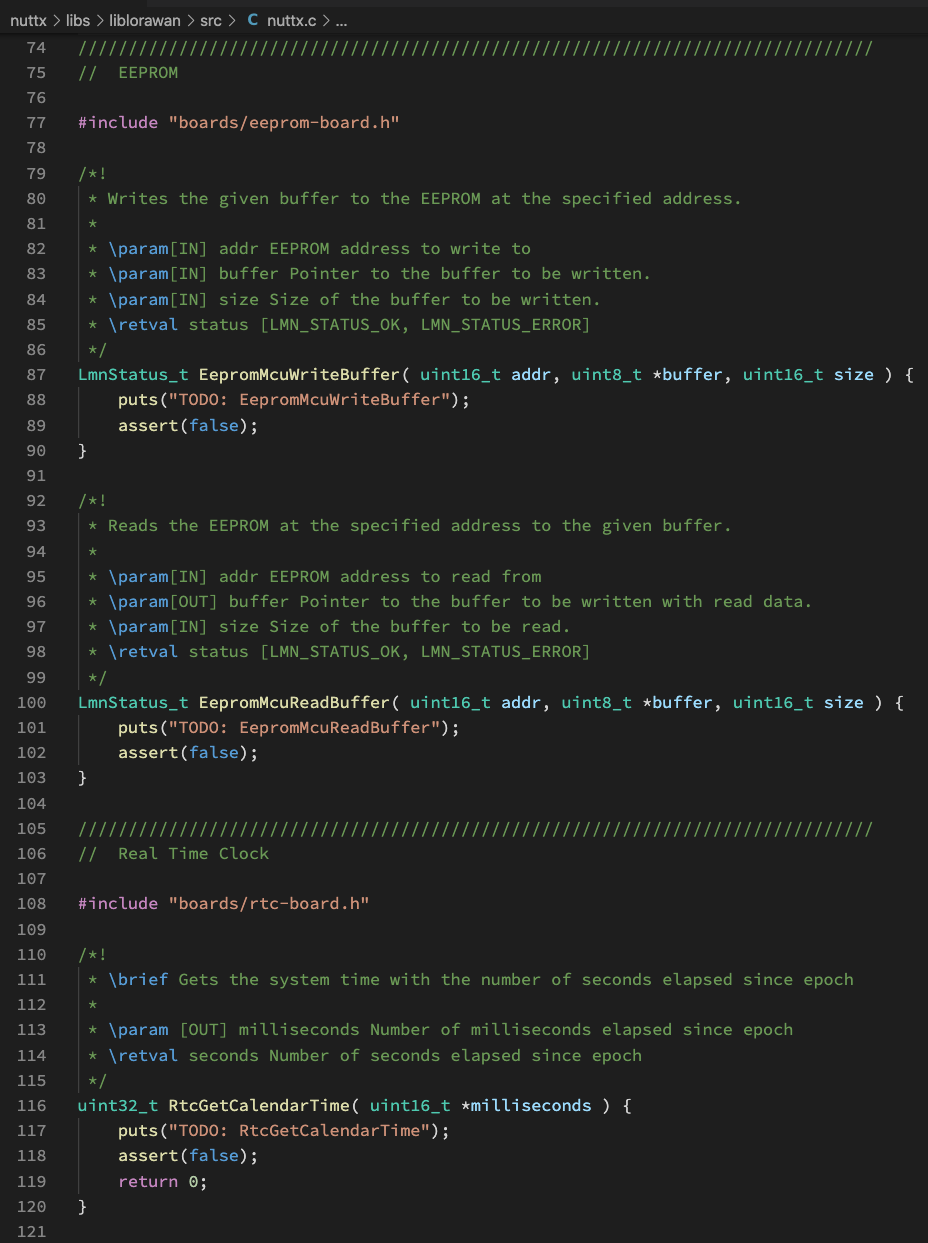 nuttx > libs > liblorawan > src > C nuttx.c > ...
74 ///////////////////////////////////////////////////////////////////////////////
75 //  EEPROM
76
77 #include "boards/eeprom-board.h"
78
79 /*!
80  * Writes the given buffer to the EEPROM at the specified address.
81  *
82  * \param[IN] addr EEPROM address to write to
83  * \param[IN] buffer Pointer to the buffer to be written.
84  * \param[IN] size Size of the buffer to be written.
85  * \retval status [LMN_STATUS_OK, LMN_STATUS_ERROR]
86  */
87 LmnStatus_t EepromMcuWriteBuffer( uint16_t addr, uint8_t *buffer, uint16_t size ) {
88     puts("TODO: EepromMcuWriteBuffer");
89     assert(false);
90 }
91
92 /*!
93  * Reads the EEPROM at the specified address to the given buffer.
94  *
95  * \param[IN] addr EEPROM address to read from
96  * \param[OUT] buffer Pointer to the buffer to be written with read data.
97  * \param[IN] size Size of the buffer to be read.
98  * \retval status [LMN_STATUS_OK, LMN_STATUS_ERROR]
99  */
100 LmnStatus_t EepromMcuReadBuffer( uint16_t addr, uint8_t *buffer, uint16_t size ) {
101     puts("TODO: EepromMcuReadBuffer");
102     assert(false);
103 }
104
105 ///////////////////////////////////////////////////////////////////////////////
106 //  Real Time Clock
107
108 #include "boards/rtc-board.h"
109
110 /*!
111  * \brief Gets the system time with the number of seconds elapsed since epoch
112  *
113  * \param [OUT] milliseconds Number of milliseconds elapsed since epoch
114  * \retval seconds Number of seconds elapsed since epoch
115  */
116 uint32_t RtcGetCalendarTime( uint16_t *milliseconds ) {
117     puts("TODO: RtcGetCalendarTime");
118     assert(false);
119     return 0;
120 }
121